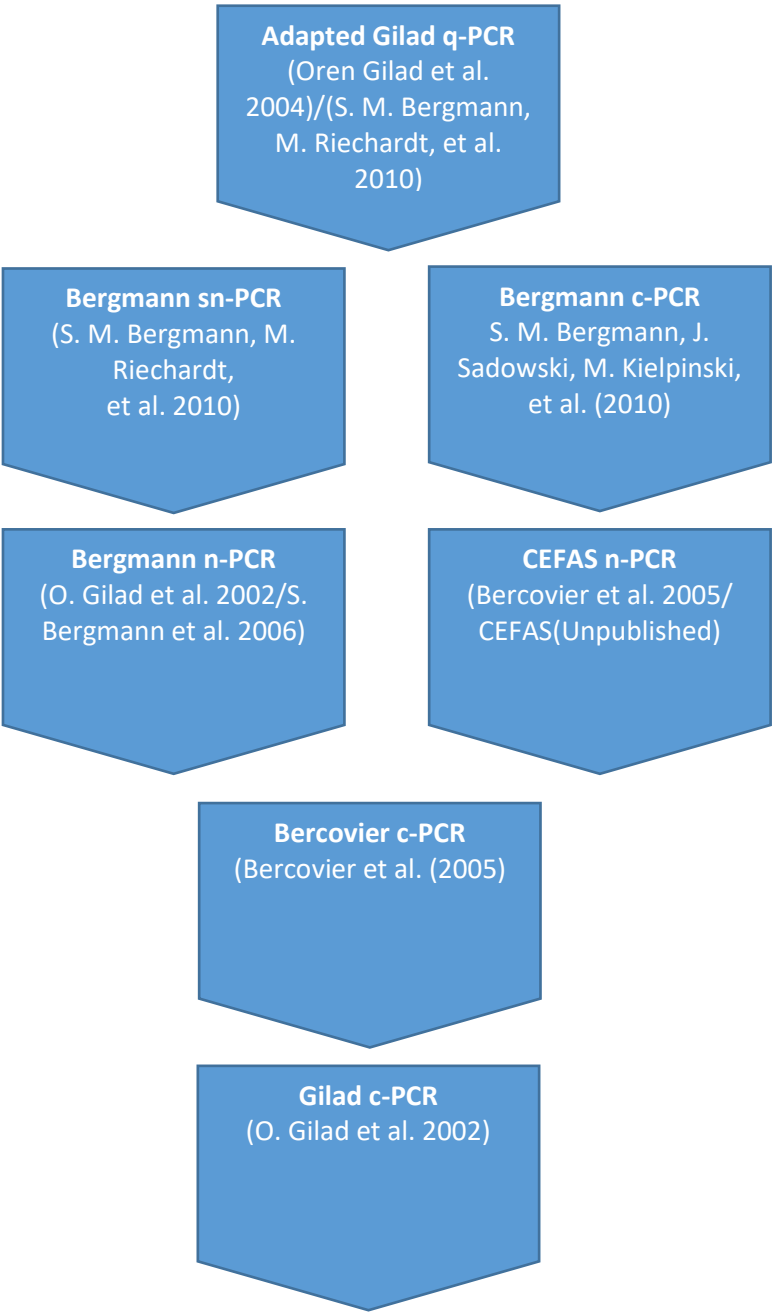 Adapted Gilad q-PCR
(Oren Gilad et al.
2004)/(S. M. Bergmann,
M. Riechardt, et al.
2010)
Bergmann sn-PCR
(S. M. Bergmann, M.
Riechardt,
et al. 2010)
Bergmann c-PCR
S. M. Bergmann, J.
Sadowski, M. Kielpinski,
et al. (2010)
Bergmann n-PCR
(O. Gilad et al. 2002/S.
Bergmann et al. 2006)
CEFAS n-PCR
(Bercovier et al. 2005/
CEFAS(Unpublished)
Bercovier c-PCR
(Bercovier et al. (2005)
Gilad c-PCR
(O. Gilad et al. 2002)